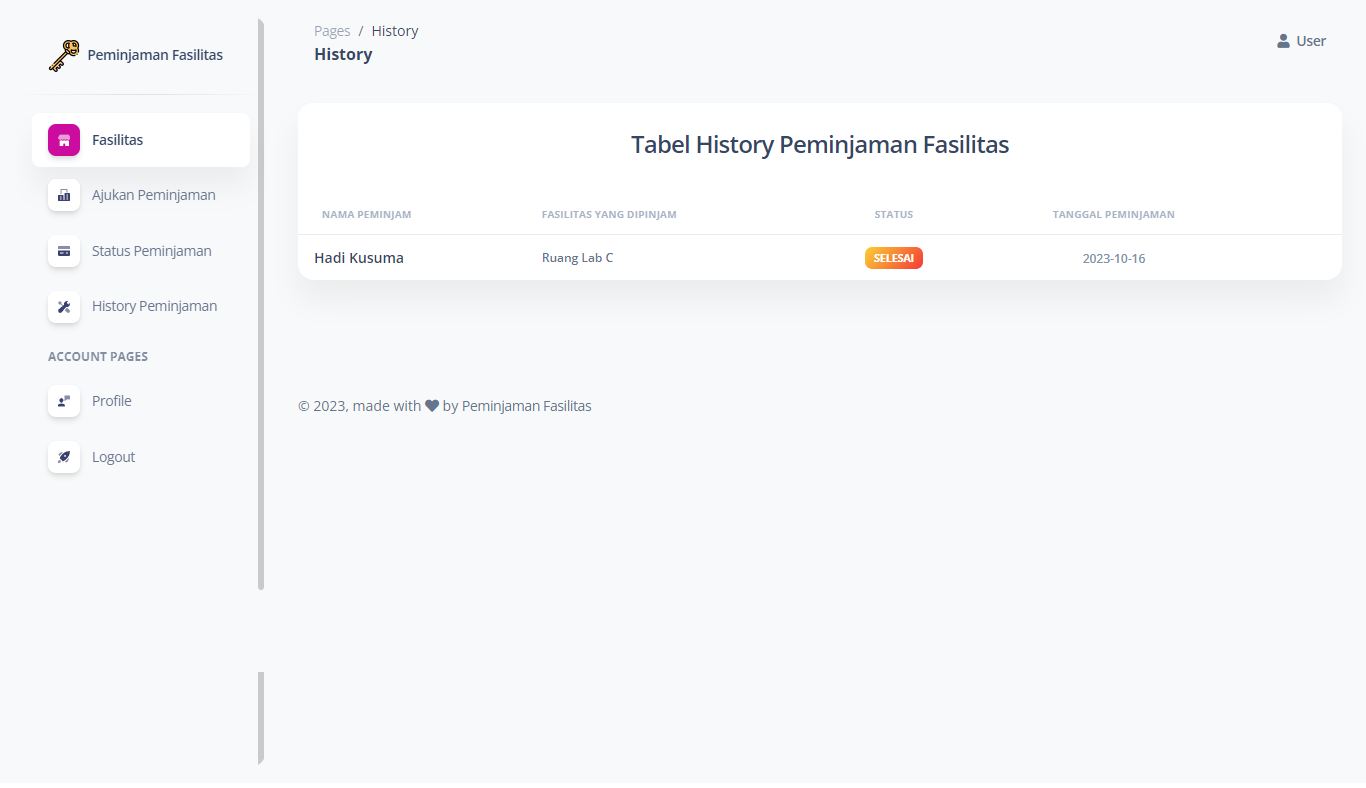 Peminjaman Fasilitas
Fasilitas
Ajukan Peminjaman
Status Peminjaman
History Peminjaman
ACCOUNT PAGES
Profile
Logout
Pages / History
History
User
Tabel History Peminjaman Fasilitas
NAMA PEMINJAM FASILITAS YANG DIPINJAM STATUS TANGGAL PEMINJAMAN
Hadi Kusuma Ruang Lab C SELESAI 2023-10-16
© 2023, made with ♥ by Peminjaman Fasilitas